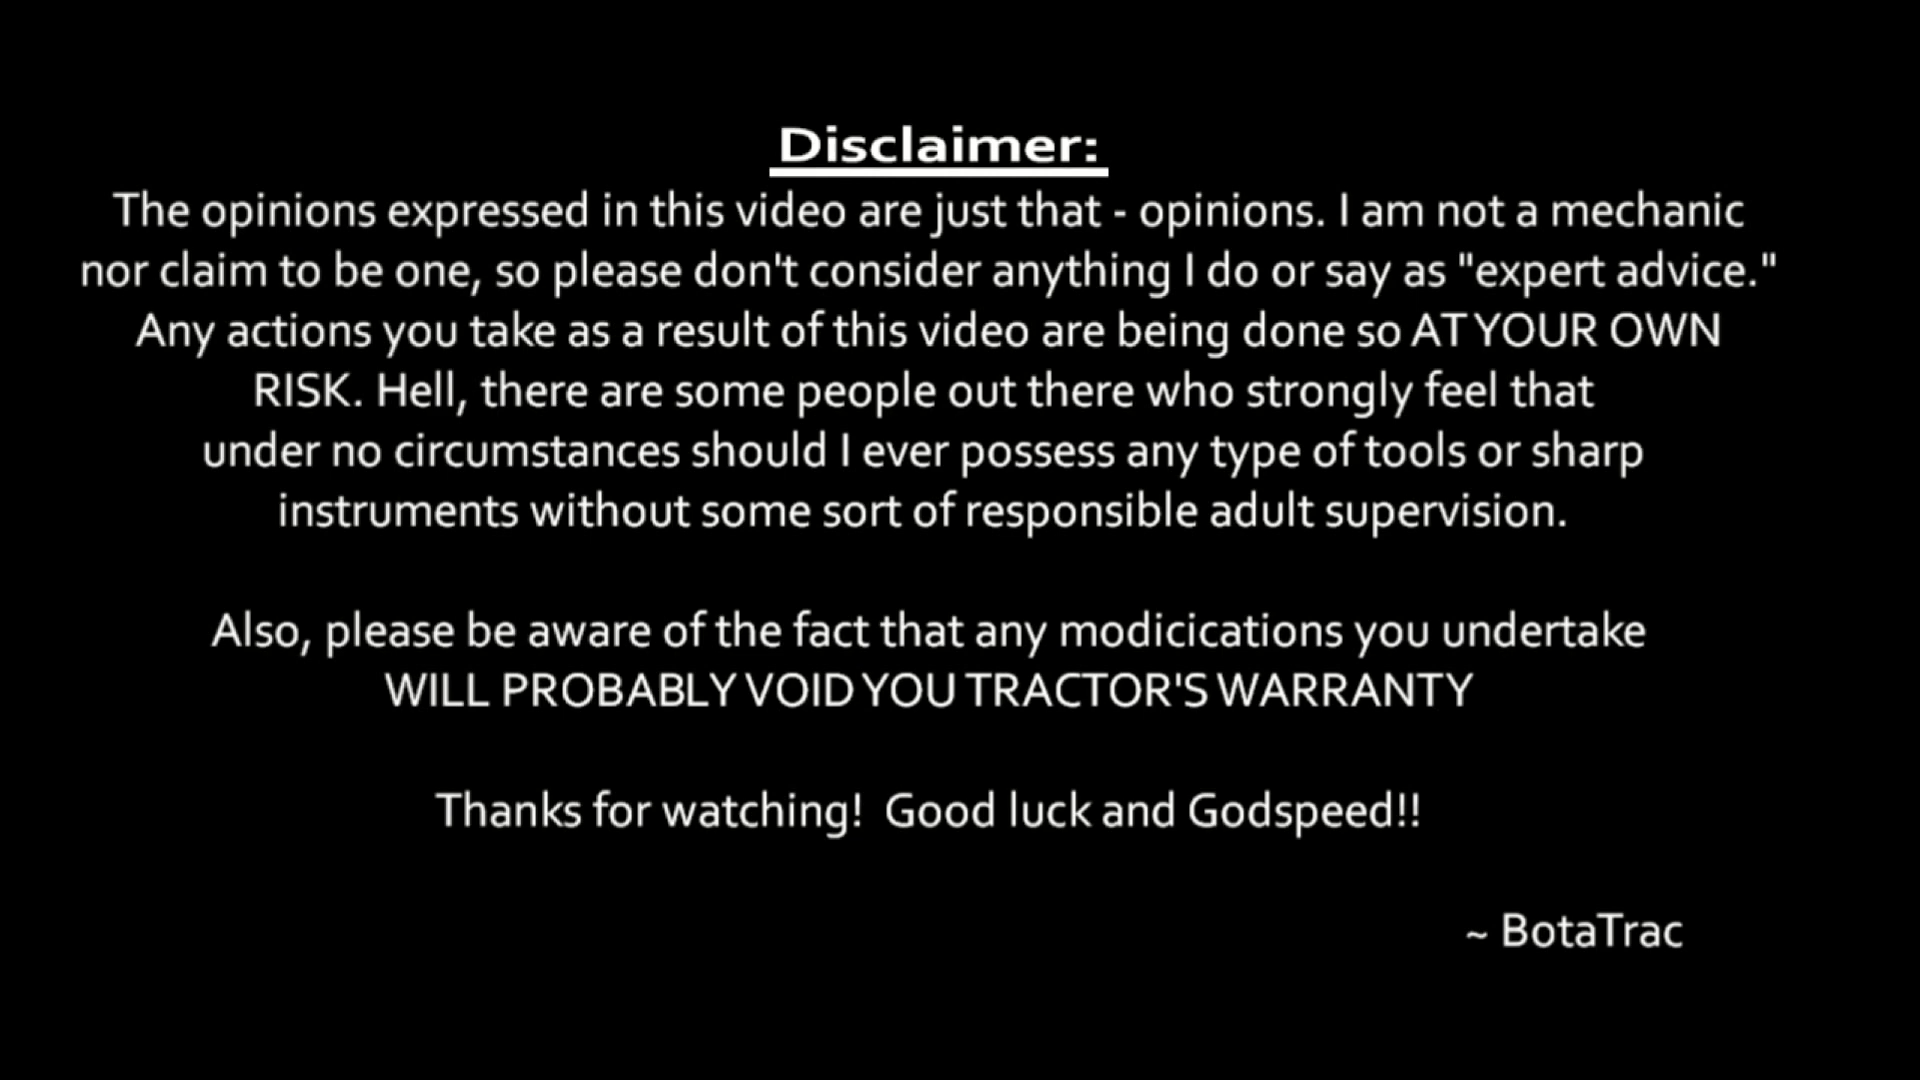 Disclaimer:
The opinions expressed in this video are just that - opinions. I am not a mechanic
nor claim to be one, so please don't consider anything I do or say as "expert advice."
Any actions you take as a result of this video are being done so AT YOUR OWN
RISK. Hell, there are some people out there who strongly feel that
under no circumstances should I ever possess any type of tools or sharp
instruments without some sort of responsible adult supervision.
Also, please be aware of the fact that any modicications you undertake
WILL PROBABLY VOID YOU TRACTOR'S WARRANTY
Thanks for watching!  Good luck and Godspeed!!
~ BotaTrac